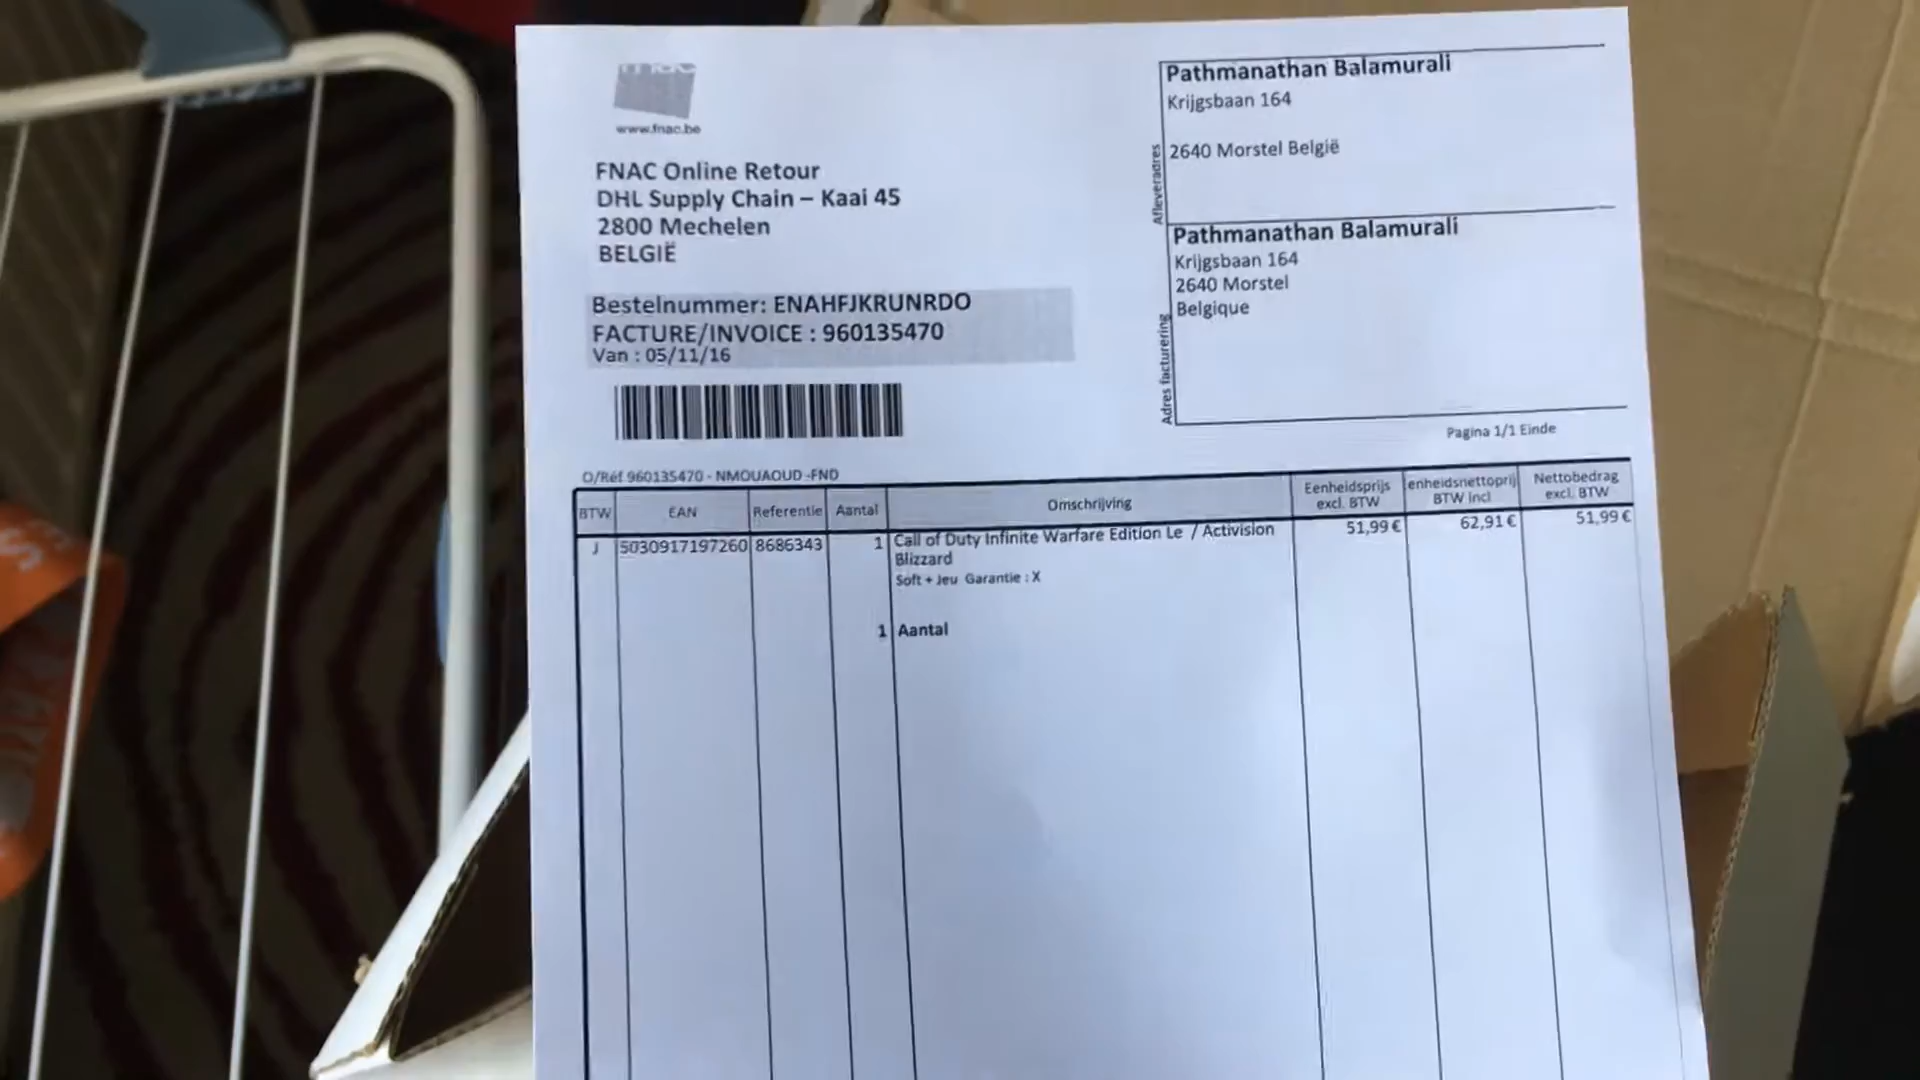 fnac
www.fnac.be
FNAC Online Retour
DHL Supply Chain – Kaai 45
2800 Mechelen
BELGIË
Bestelnummer: ENAHFJKRUNRDO
FACTURE/INVOICE : 960135470
Van : 05/11/16
Afleveradres
Pathmanathan Balamurali
Krijgsbaan 164
2640 Morstel België
Adres facturering
Pathmanathan Balamurali
Krijgsbaan 164
2640 Morstel
Belgique
Pagina 1/1 Einde
O/Réf 960135470 - NMOUAOUD -FND
BTW EAN Referentie Aantal Omschrijving Eenheidsprijs excl. BTW enheidsnettoprij BTW incl Nettobedrag excl. BTW
J 5030917197260 8686343 1 Call of Duty Infinite Warfare Edition Le / Activision 51,99 € 62,91 € 51,99 €
Blizzard
Soft + Jeu Garantie : X
1 Aantal